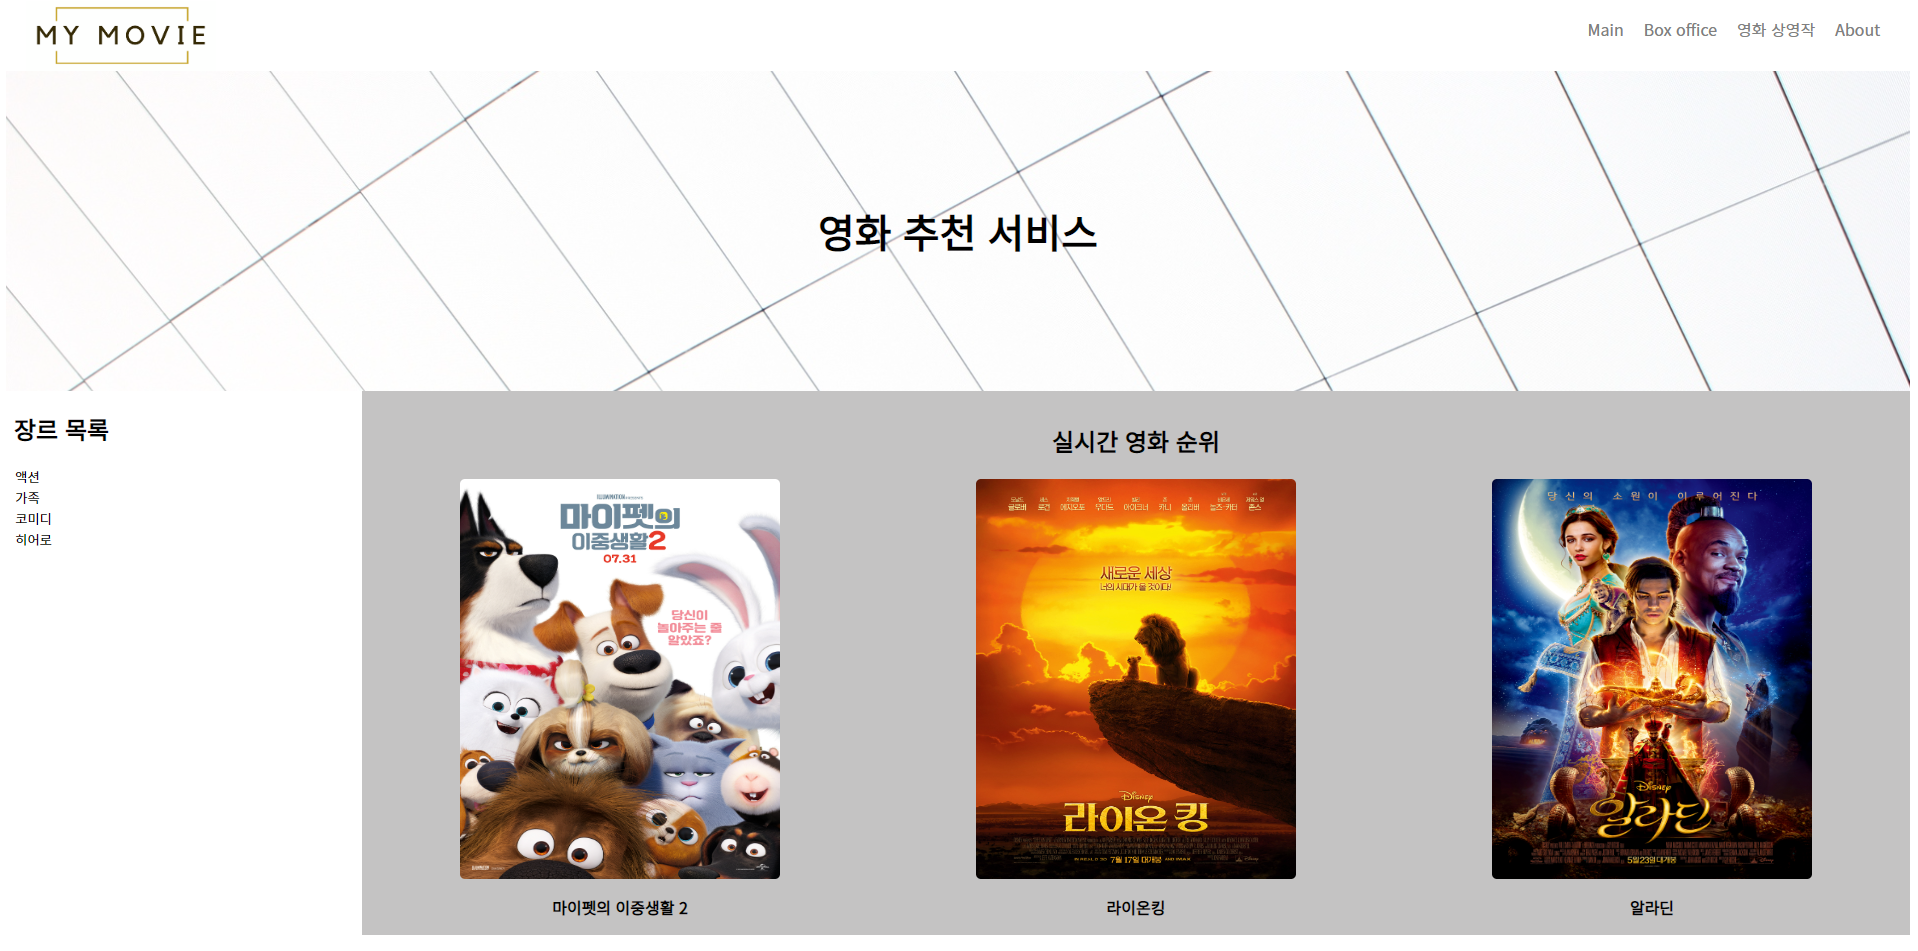 MY MOVIE
Main Box office 영화 상영작 About
영화 추천 서비스
장르 목록
액션
가족
코미디
히어로
실시간 영화 순위
마이펫의
이중생활2
07.31
당신이
놀아주는 줄
알았죠?
마이펫의 이중생활 2
새로운 세상
너의 시대가 올 것이다!
Disney
라이온 킹
7월 17일 대개봉
라이온킹
당신의 소원이 이루어진다
Disney
알라딘
5월 23일 대개봉
알라딘